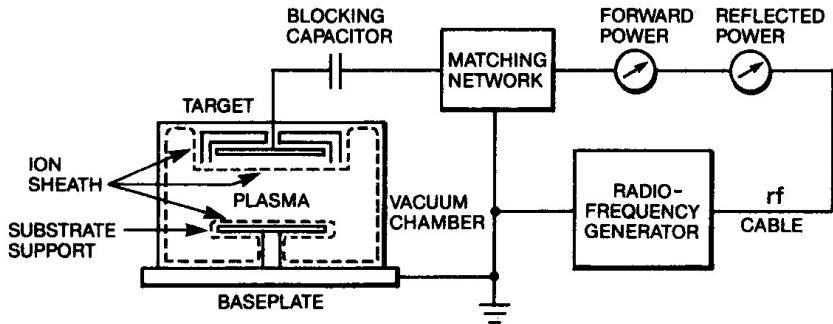 BLOCKING
CAPACITOR
MATCHING
NETWORK
FORWARD
POWER
REFLECTED
POWER
TARGET
ION
SHEATH
PLASMA
SUBSTRATE
SUPPORT
VACUUM
CHAMBER
BASEPLATE
RADIO-
FREQUENCY
GENERATOR
rf
CABLE